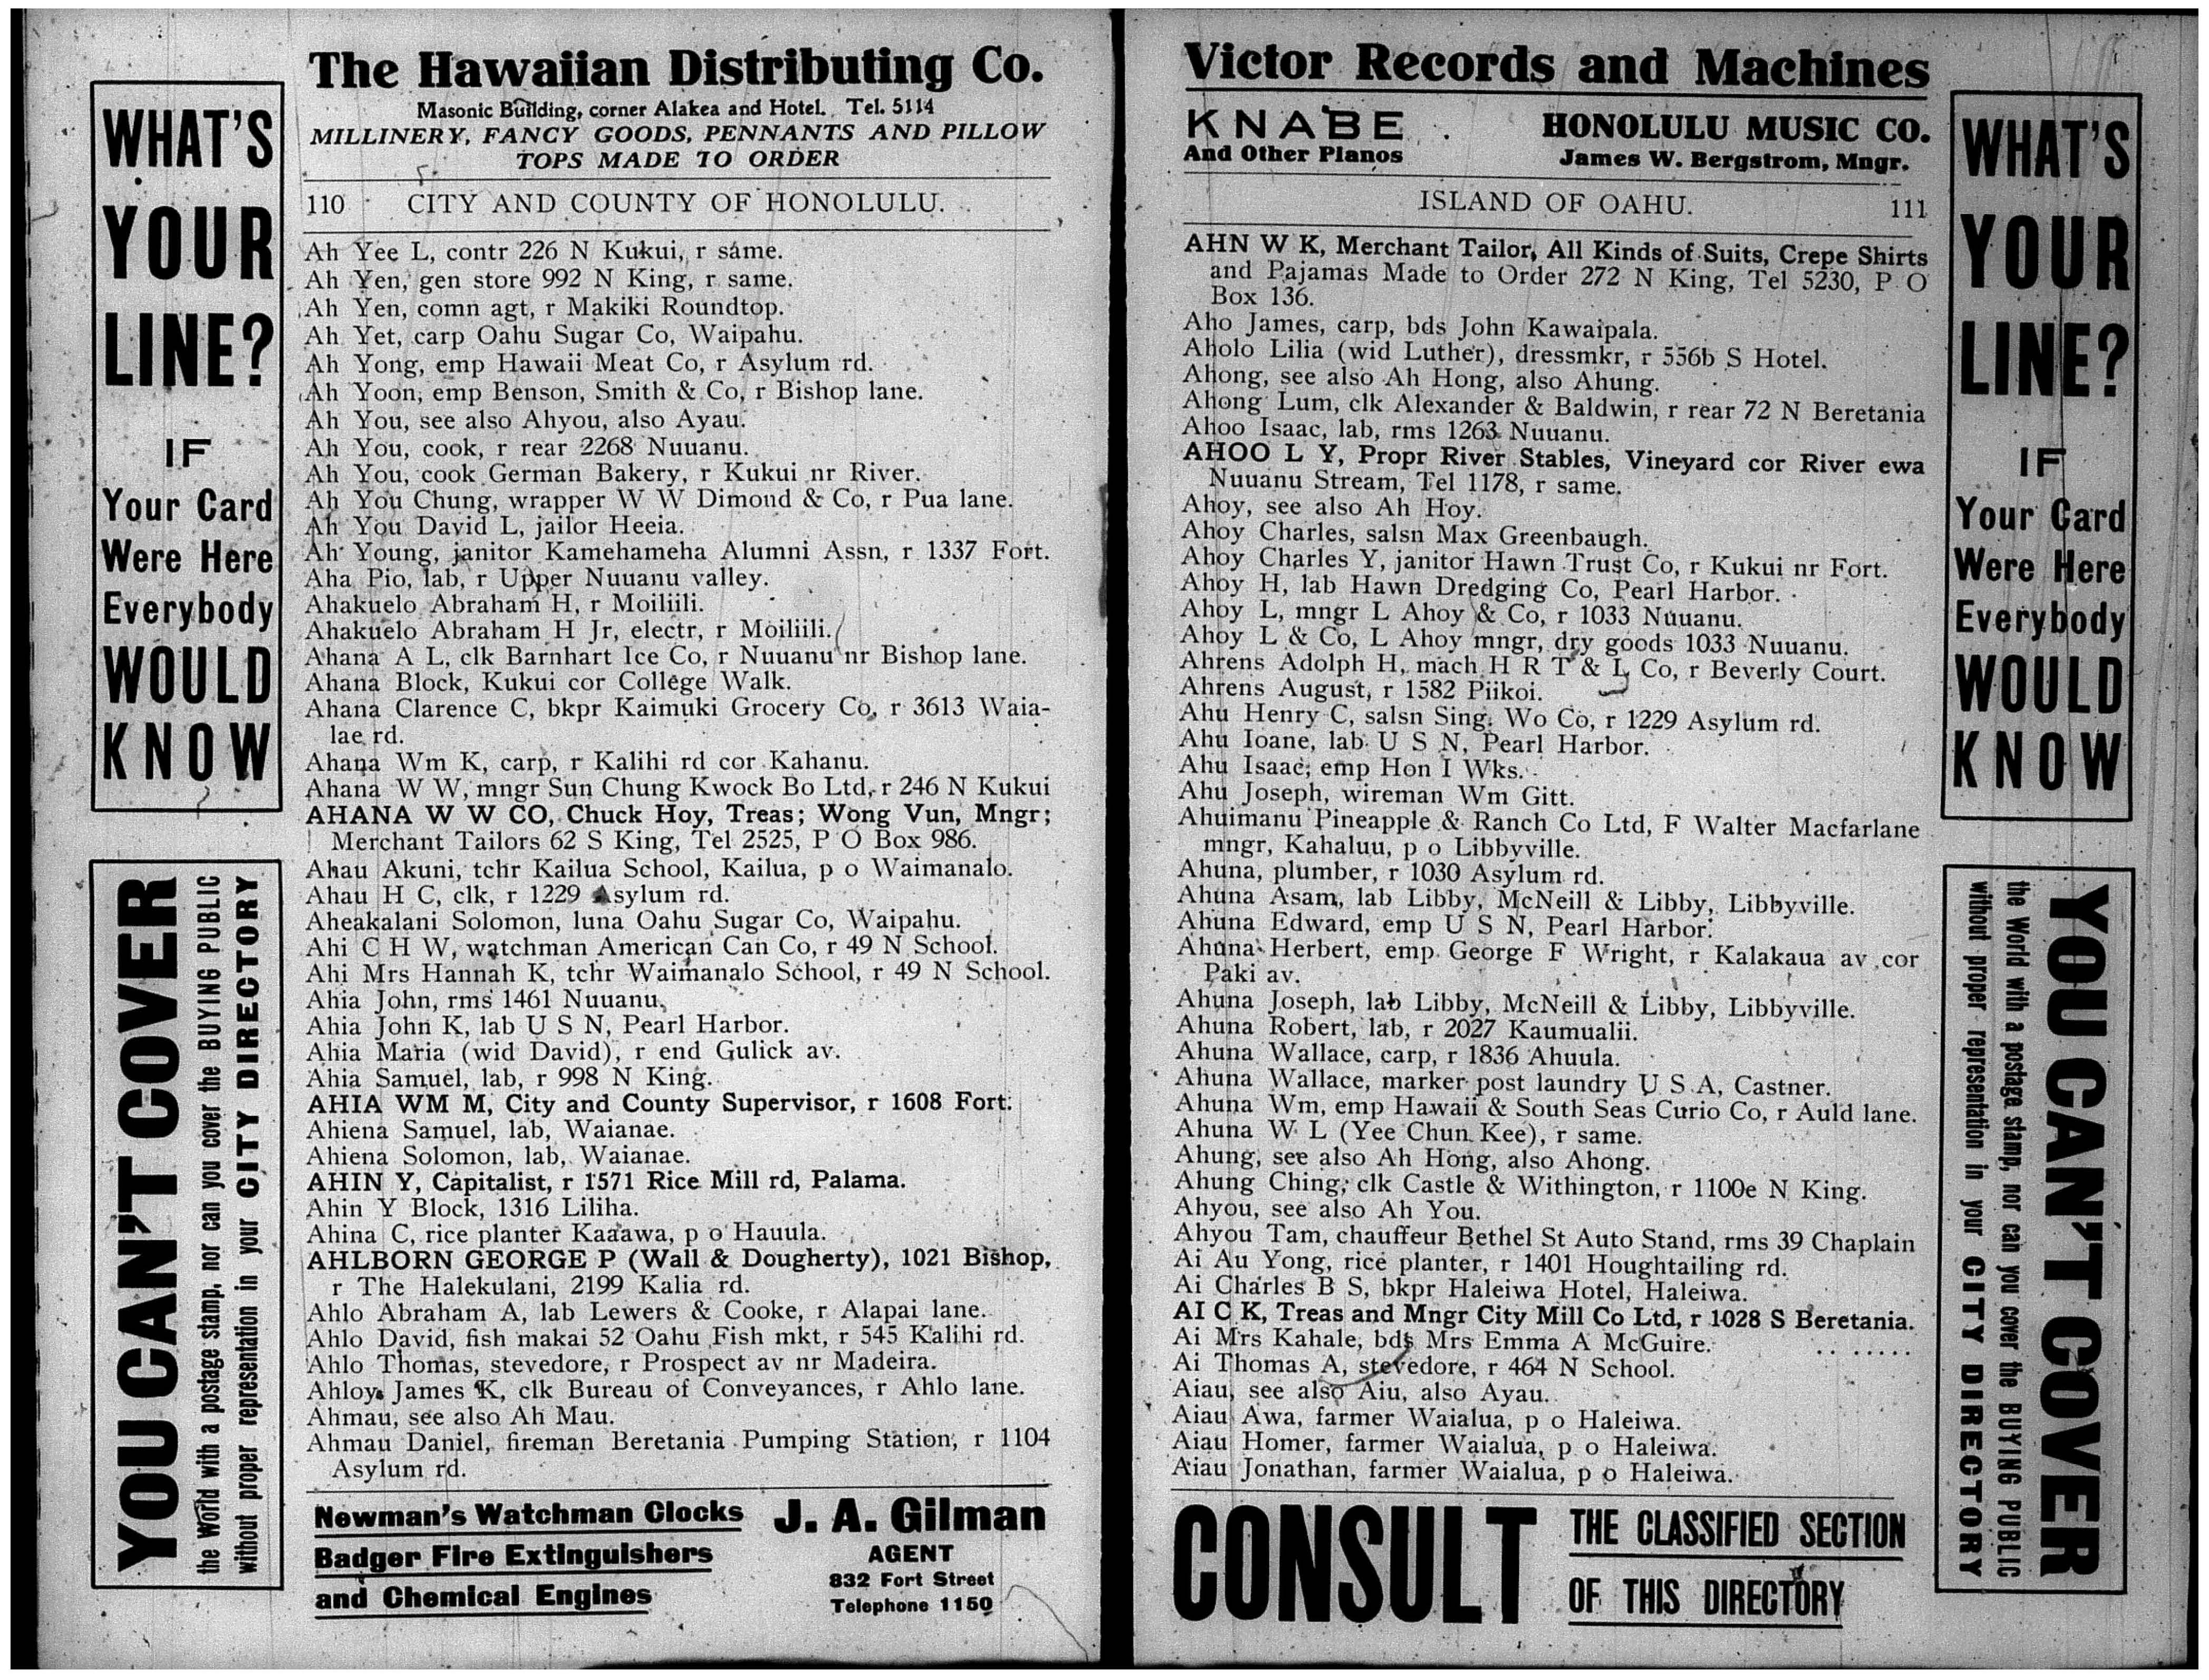 The Hawaiian Distributing Co.
Masonic Building, corner Alakea and Hotel. Tel. 5114
MILLINERY, FANCY GOODS, PENNANTS AND PILLOW
TOPS MADE TO ORDER
WHAT'S
YOUR
LINE?
IF
Your Card
Were Here
Everybody
WOULD
KNOW
YOU CAN'T COVER
the World with a postage stamp, nor can you cover the BUYING PUBLIC
without proper representation in your CITY DIRECTORY
110 CITY AND COUNTY OF HONOLULU.
Ah Yee L, contr 226 N Kukui, r same.
Ah Yen, gen store 992 N King, r same.
Ah Yen, comn agt, r Makiki Roundtop.
Ah Yet, carp Oahu Sugar Co, Waipahu.
Ah Yong, emp Hawaii Meat Co, r Asylum rd.
Ah Yoon, emp Benson, Smith & Co, r Bishop lane.
Ah You, see also Ahyou, also Ayau.
Ah You, cook, r rear 2268 Nuuanu.
Ah You, cook German Bakery, r Kukui nr River.
Ah You Chung, wrapper W W Dimond & Co, r Pua lane.
Ah You David L, jailor Heeia.
Ah Young, janitor Kamehameha Alumni Assn, r 1337 Fort.
Aha Pio, lab, r Upper Nuuanu valley.
Ahakuelo Abraham H, r Moiliili.
Ahakuelo Abraham H Jr, electr, r Moiliili.
Ahana A L, clk Barnhart Ice Co, r Nuuanu nr Bishop lane.
Ahana Block, Kukui cor College Walk.
Ahana Clarence C, bkpr Kaimuki Grocery Co, r 3613 Waia-
lae rd.
Ahana Wm K, carp, r Kalihi rd cor Kahanu.
Ahana W W, mngr Sun Chung Kwock Bo Ltd, r 246 N Kukui
AHANA W W CO, Chuck Hoy, Treas; Wong Vun, Mngr;
Merchant Tailors 62 S King, Tel 2525, P O Box 986.
Ahau Akuni, tchr Kailua School, Kailua, p o Waimanalo.
Ahau H C, clk, r 1229 Asylum rd.
Aheakalani Solomon, luna Oahu Sugar Co, Waipahu.
Ahi C H W, watchman American Can Co, r 49 N School.
Ahi Mrs Hannah K, tchr Waimanalo School, r 49 N School.
Ahia John, rms 1461 Nuuanu.
Ahia John K, lab U S N, Pearl Harbor.
Ahia Maria (wid David), r end Gulick av.
Ahia Samuel, lab, r 998 N King.
AHIA WM M, City and County Supervisor, r 1608 Fort.
Ahiena Samuel, lab, Waianae.
Ahiena Solomon, lab, Waianae.
AHIN Y, Capitalist, r 1571 Rice Mill rd, Palama.
Ahin Y Block, 1316 Liliha.
Ahina C, rice planter Kaaawa, p o Hauula.
AHLBORN GEORGE P (Wall & Dougherty), 1021 Bishop,
r The Halekulani, 2199 Kalia rd.
Ahlo Abraham A, lab Lewers & Cooke, r Alapai lane.
Ahlo David, fish makai 52 Oahu Fish mkt, r 545 Kalihi rd.
Ahlo Thomas, stevedore, r Prospect av nr Madeira.
Ahloy James K, clk Bureau of Conveyances, r Ahlo lane.
Ahmau, see also Ah Mau.
Ahmau Daniel, fireman Beretania Pumping Station, r 1104
Asylum rd.
Newman's Watchman Clocks
Badger Fire Extinguishers
and Chemical Engines
J. A. Gilman
AGENT
832 Fort Street
Telephone 1150
Victor Records and Machines
KNABE
And Other Pianos
HONOLULU MUSIC CO.
James W. Bergstrom, Mngr.
ISLAND OF OAHU. 111
AHN W K, Merchant Tailor, All Kinds of Suits, Crepe Shirts
and Pajamas Made to Order 272 N King, Tel 5230, P O
Box 136.
Aho James, carp, bds John Kawaipala.
Aholo Lilia (wid Luther), dressmkr, r 556b S Hotel.
Ahong, see also Ah Hong, also Ahung.
Ahong Lum, clk Alexander & Baldwin, r rear 72 N Beretania
Ahoo Isaac, lab, rms 1263 Nuuanu.
AHOO L Y, Propr River Stables, Vineyard cor River ewa
Nuuanu Stream, Tel 1178, r same.
Ahoy, see also Ah Hoy.
Ahoy Charles, salsn Max Greenbaugh.
Ahoy Charles Y, janitor Hawn Trust Co, r Kukui nr Fort.
Ahoy H, lab Hawn Dredging Co, Pearl Harbor.
Ahoy L, mngr L Ahoy & Co, r 1033 Nuuanu.
Ahoy L & Co, L Ahoy mngr, dry goods 1033 Nuuanu.
Ahrens Adolph H, mach H R T & L Co, r Beverly Court.
Ahrens August, r 1582 Piikoi.
Ahu Henry C, salsn Sing Wo Co, r 1229 Asylum rd.
Ahu Ioane, lab U S N, Pearl Harbor.
Ahu Isaac, emp Hon I Wks.
Ahu Joseph, wireman Wm Gitt.
Ahuimanu Pineapple & Ranch Co Ltd, F Walter Macfarlane
mngr, Kahaluu, p o Libbyville.
Ahuna, plumber, r 1030 Asylum rd.
Ahuna Asam, lab Libby, McNeill & Libby, Libbyville.
Ahuna Edward, emp U S N, Pearl Harbor.
Ahuna Herbert, emp George F Wright, r Kalakaua av cor
Paki av.
Ahuna Joseph, lab Libby, McNeill & Libby, Libbyville.
Ahuna Robert, lab, r 2027 Kaumualii.
Ahuna Wallace, carp, r 1836 Ahuula.
Ahuna Wallace, marker post laundry U S A, Castner.
Ahuna Wm, emp Hawaii & South Seas Curio Co, r Auld lane.
Ahuna W L (Yee Chun Kee), r same.
Ahung, see also Ah Hong, also Ahong.
Ahung Ching, clk Castle & Withington, r 1100e N King.
Ahyou, see also Ah You.
Ahyou Tam, chauffeur Bethel St Auto Stand, rms 39 Chaplain
Ai Au Yong, rice planter, r 1401 Houghtailing rd.
Ai Charles B S, bkpr Haleiwa Hotel, Haleiwa.
AI C K, Treas and Mngr City Mill Co Ltd, r 1028 S Beretania.
Ai Mrs Kahale, bds Mrs Emma A McGuire.
Ai Thomas A, stevedore, r 464 N School.
Aiau, see also Aiu, also Ayau.
Aiau Awa, farmer Waialua, p o Haleiwa.
Aiau Homer, farmer Waialua, p o Haleiwa.
Aiau Jonathan, farmer Waialua, p o Haleiwa.
CONSULT
THE CLASSIFIED SECTION
OF THIS DIRECTORY
WHAT'S
YOUR
LINE?
IF
Your Card
Were Here
Everybody
WOULD
KNOW
YOU CAN'T COVER
the World with a postage stamp, nor can you cover the BUYING PUBLIC
without proper representation in your CITY DIRECTORY